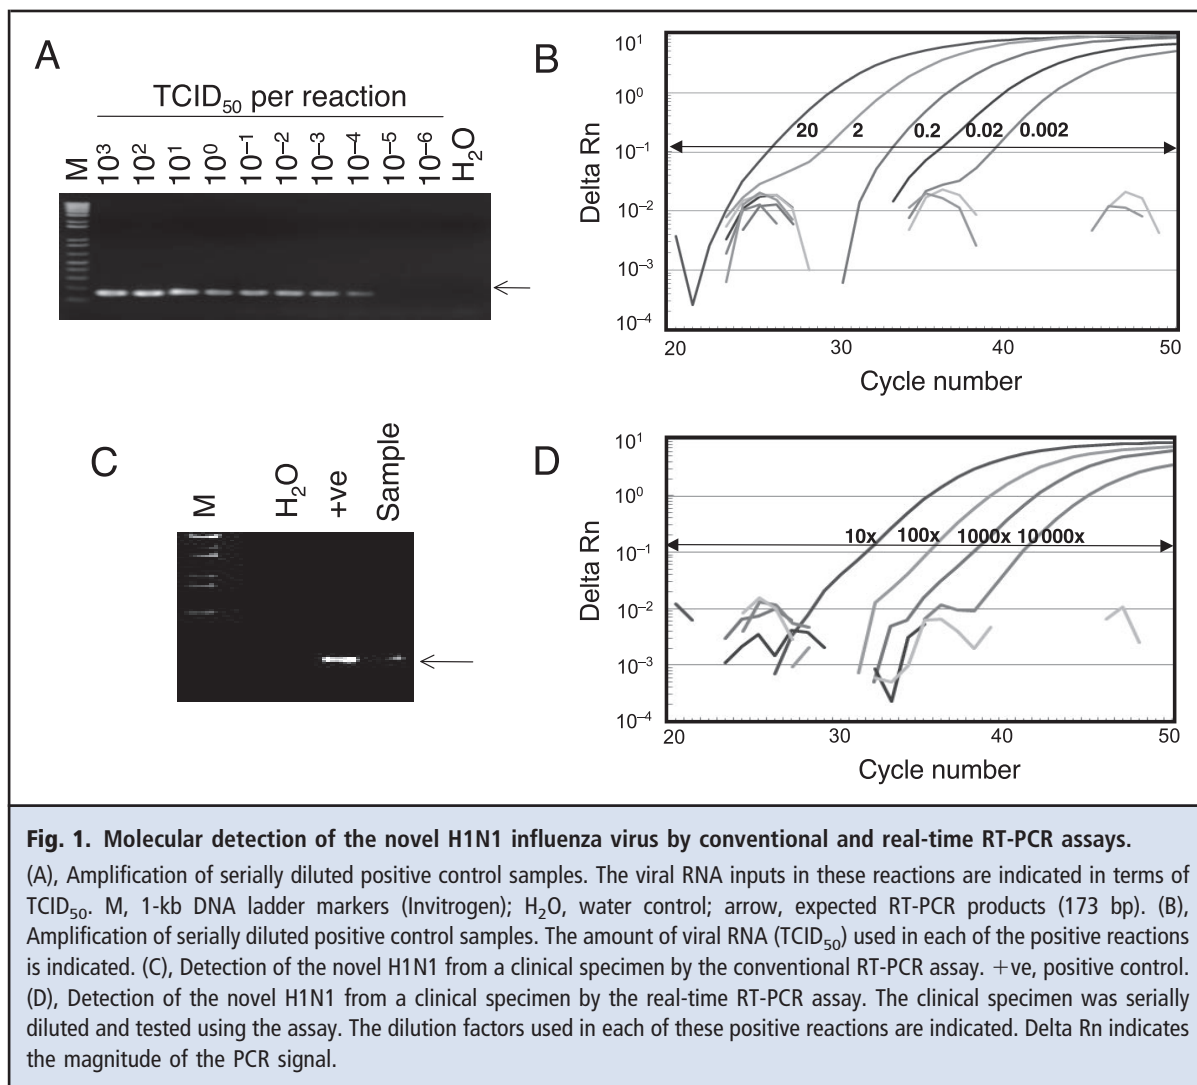 A
TCID₅₀ per reaction
M 10³ 10² 10¹ 10⁰ 10⁻¹ 10⁻² 10⁻³ 10⁻⁴ 10⁻⁵ 10⁻⁶ H₂O
B
Delta Rn
10¹
10⁰
10⁻¹
10⁻²
10⁻³
10⁻⁴
20 2 0.2 0.02 0.002
20 30 40 50
Cycle number
C
M H₂O +ve Sample
D
Delta Rn
10¹
10⁰
10⁻¹
10⁻²
10⁻³
10⁻⁴
10x 100x 1000x 10 000x
20 30 40 50
Cycle number
Fig. 1. Molecular detection of the novel H1N1 influenza virus by conventional and real-time RT-PCR assays.
(A), Amplification of serially diluted positive control samples. The viral RNA inputs in these reactions are indicated in terms of
TCID₅₀. M, 1-kb DNA ladder markers (Invitrogen); H₂O, water control; arrow, expected RT-PCR products (173 bp). (B),
Amplification of serially diluted positive control samples. The amount of viral RNA (TCID₅₀) used in each of the positive reactions
is indicated. (C), Detection of the novel H1N1 from a clinical specimen by the conventional RT-PCR assay. +ve, positive control.
(D), Detection of the novel H1N1 from a clinical specimen by the real-time RT-PCR assay. The clinical specimen was serially
diluted and tested using the assay. The dilution factors used in each of these positive reactions are indicated. Delta Rn indicates
the magnitude of the PCR signal.